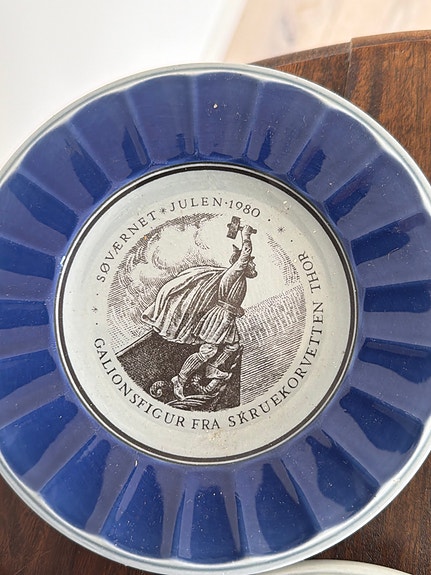 SØVÆRNET * JULEN · 1980
GALIONSFIGUR FRA SKRUEKORVETTEN THOR